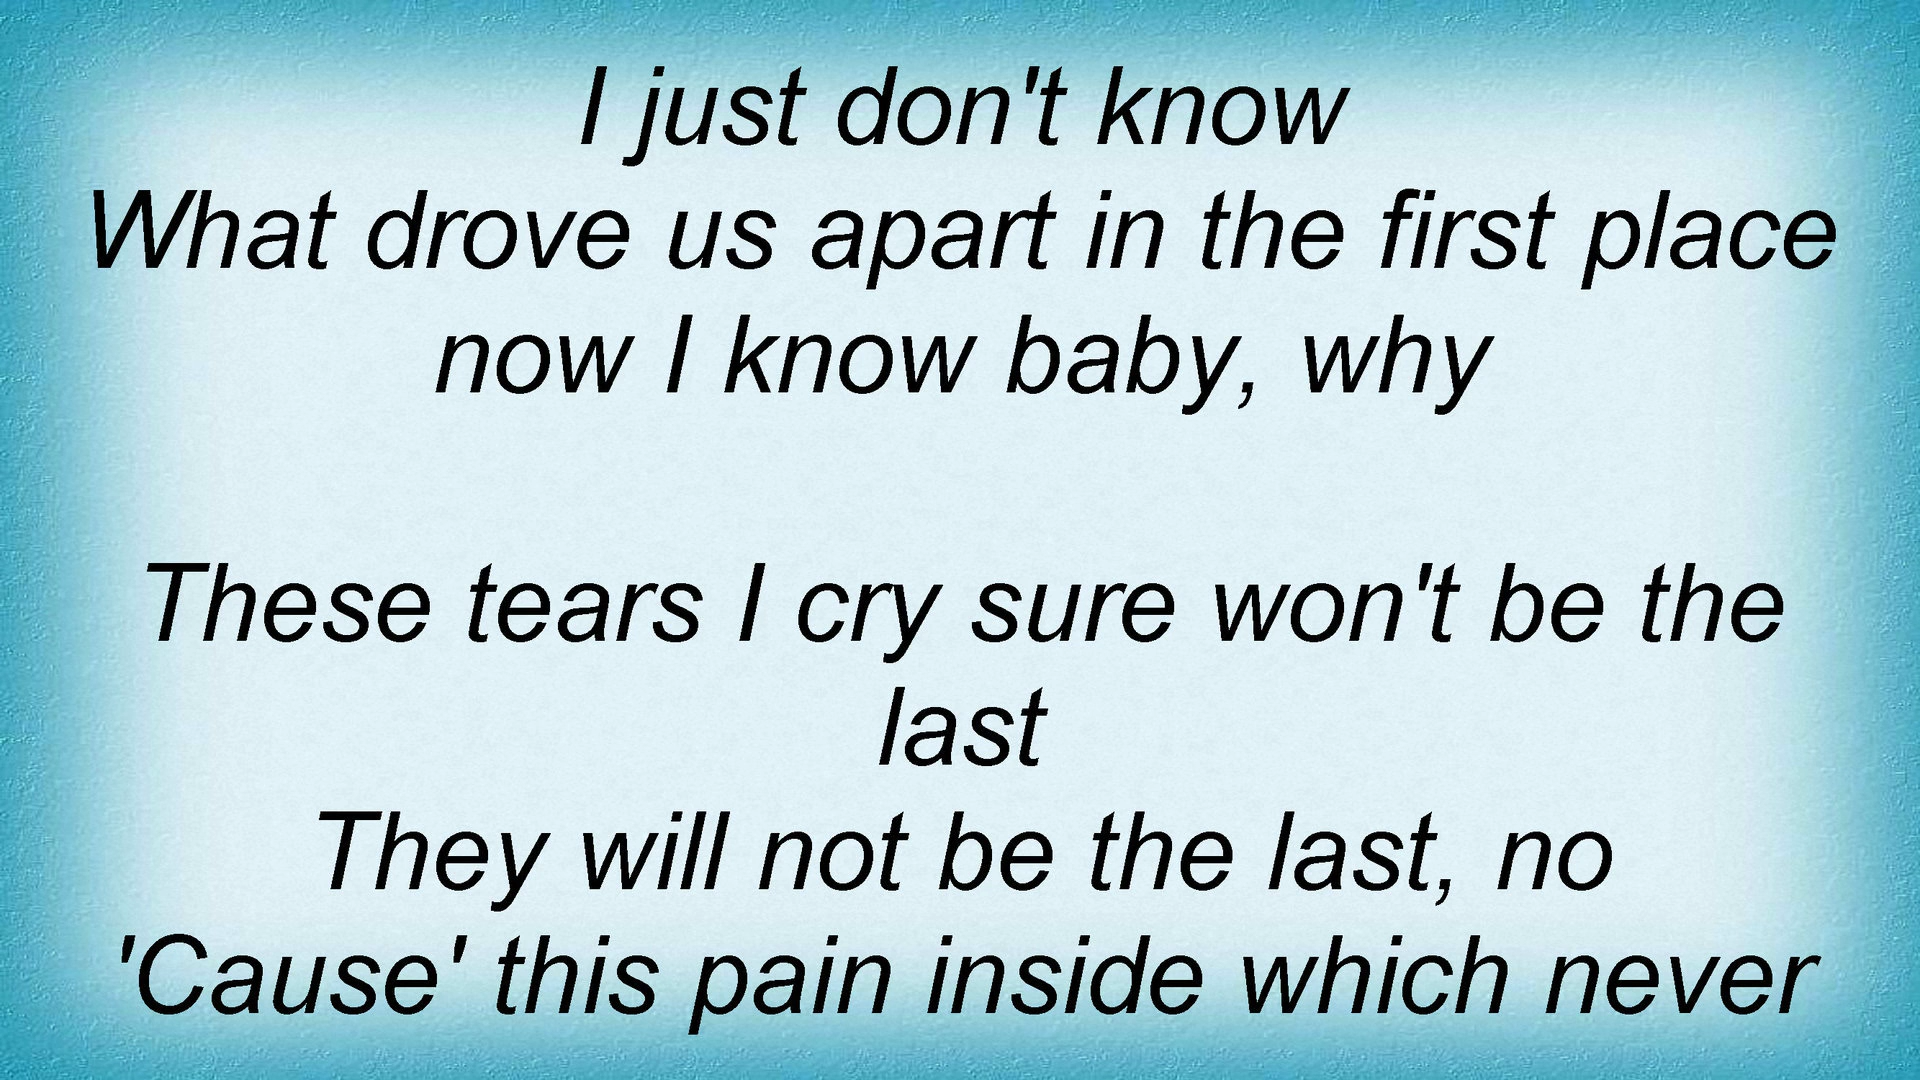 I just don't know
What drove us apart in the first place
now I know baby, why
These tears I cry sure won't be the
last
They will not be the last, no
'Cause' this pain inside which never